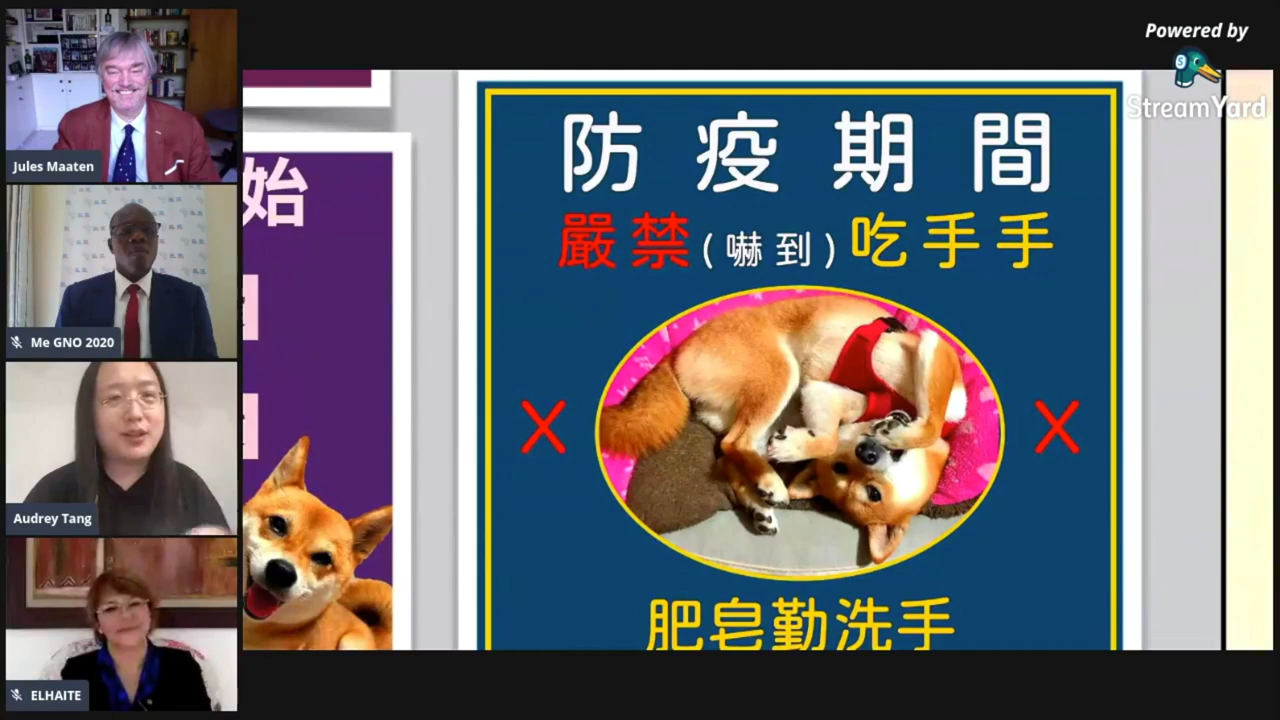 Jules Maaten
Me GNO 2020
Audrey Tang
ELHAITE
始
防疫期間
嚴禁(嚇到)吃手手
X X
肥皂勤洗手
Powered by
StreamYard